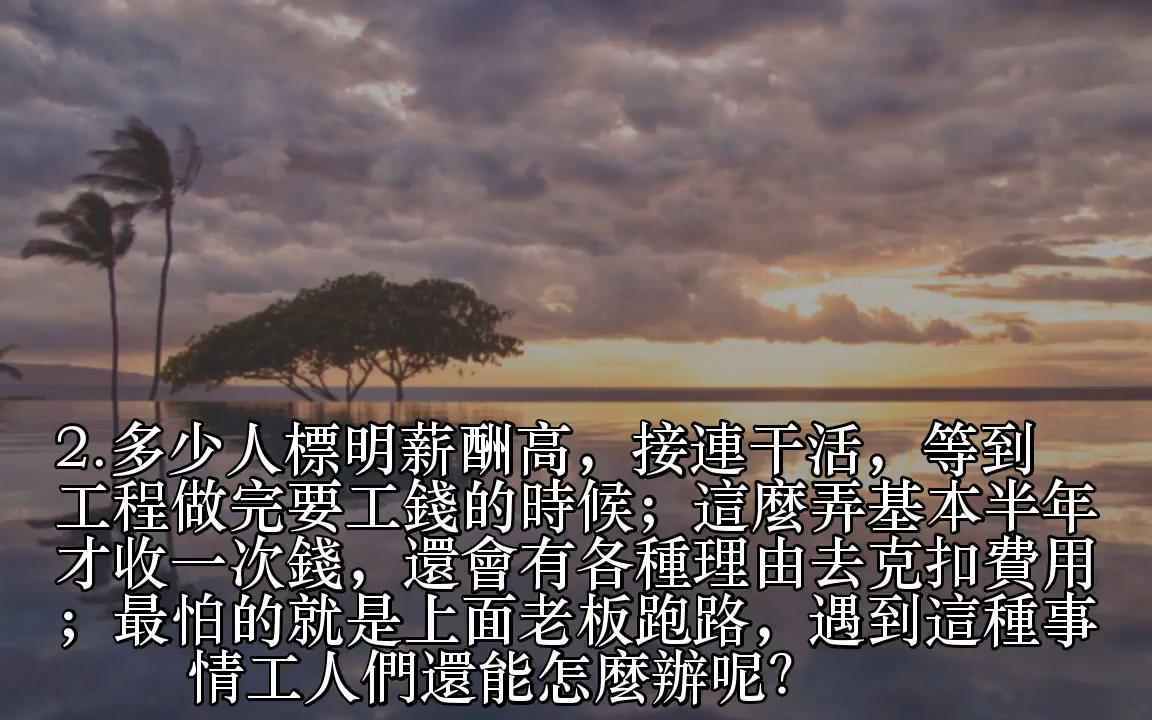 2.多少人標明薪酬高，接連干活，等到
工程做完要工錢的時候；這麼弄基本半年
才收一次錢，還會有各種理由去克扣費用
；最怕的就是上面老板跑路，遇到這種事
情工人們還能怎麼辦呢？